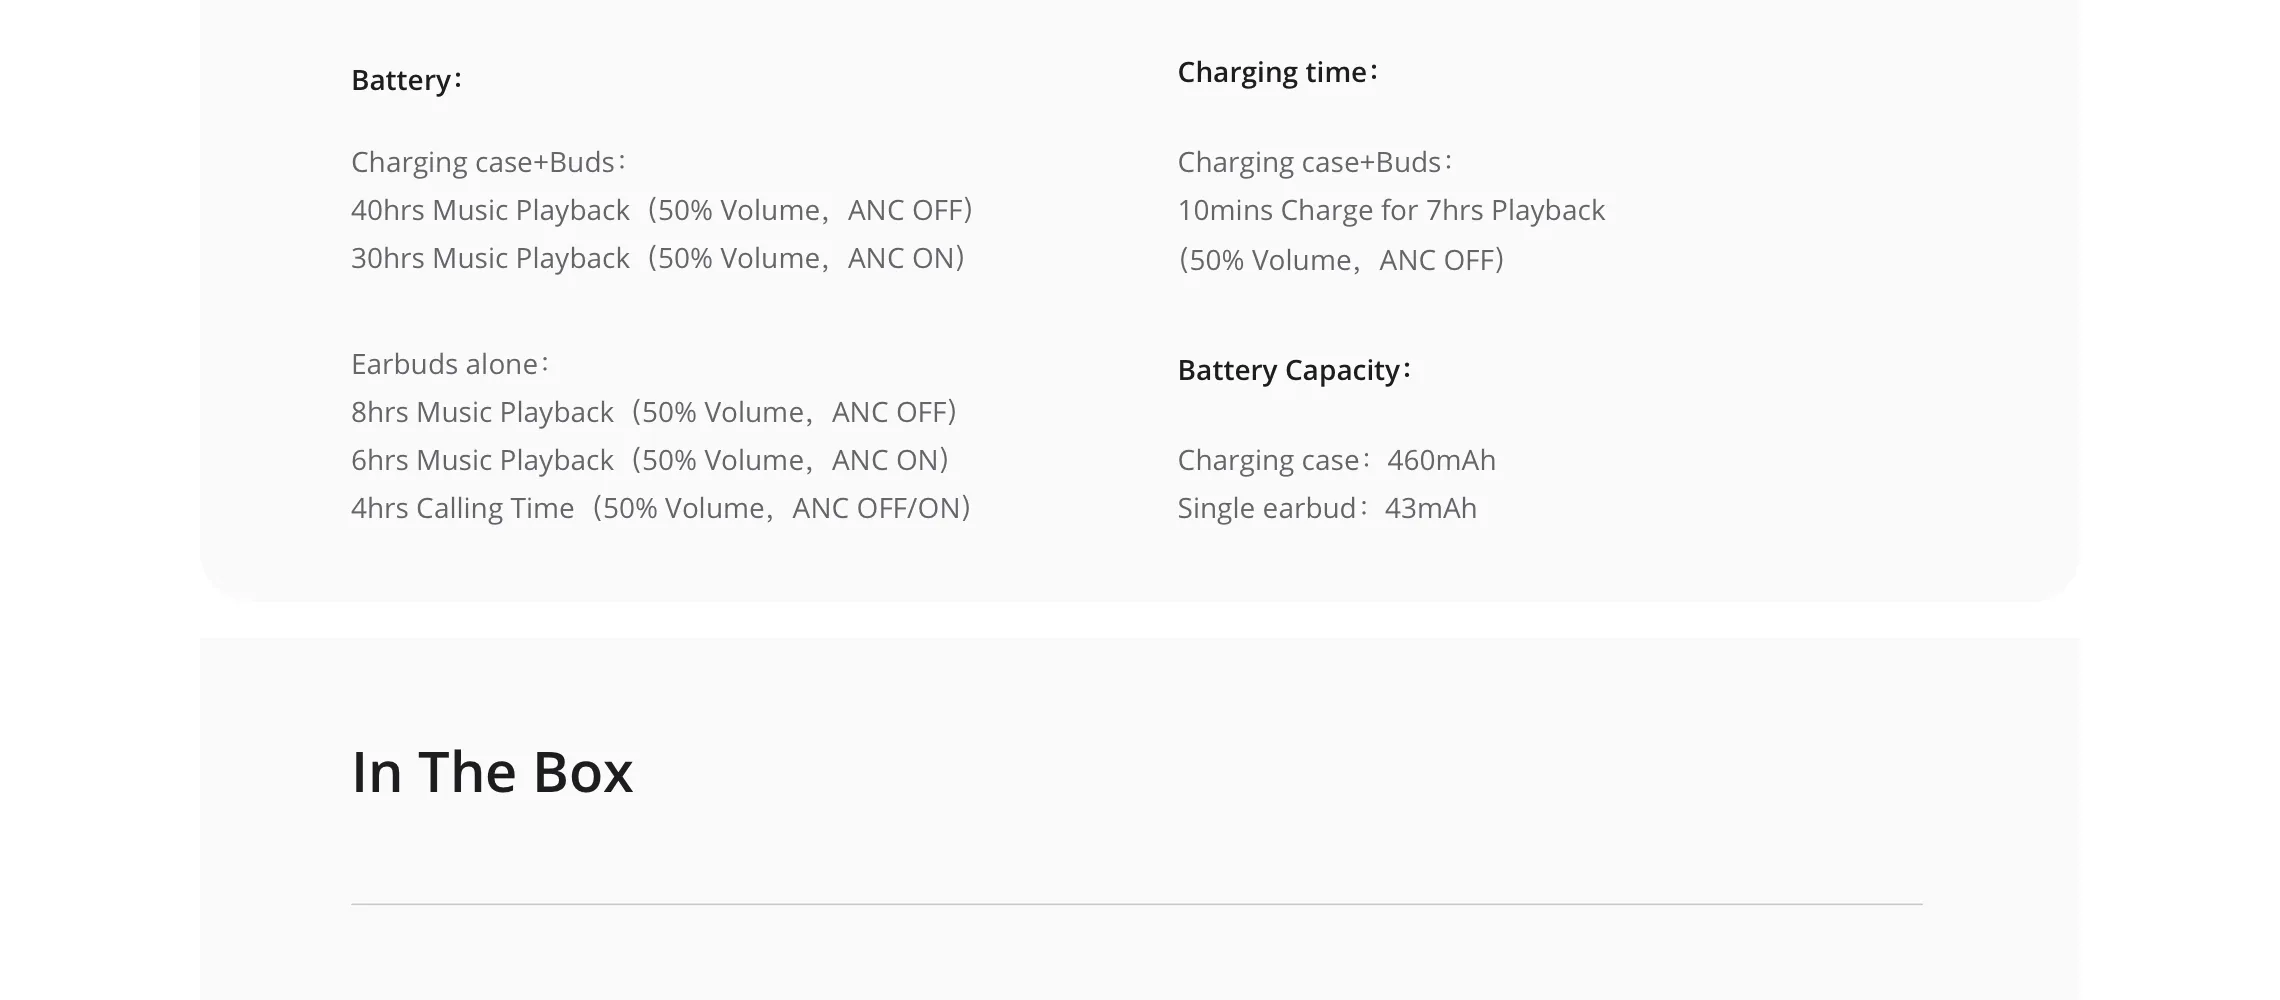 Battery：
Charging case+Buds：
40hrs Music Playback（50% Volume，ANC OFF）
30hrs Music Playback（50% Volume，ANC ON）
Earbuds alone：
8hrs Music Playback（50% Volume，ANC OFF）
6hrs Music Playback（50% Volume，ANC ON）
4hrs Calling Time（50% Volume，ANC OFF/ON）
Charging time：
Charging case+Buds：
10mins Charge for 7hrs Playback
（50% Volume，ANC OFF）
Battery Capacity：
Charging case：460mAh
Single earbud：43mAh
In The Box